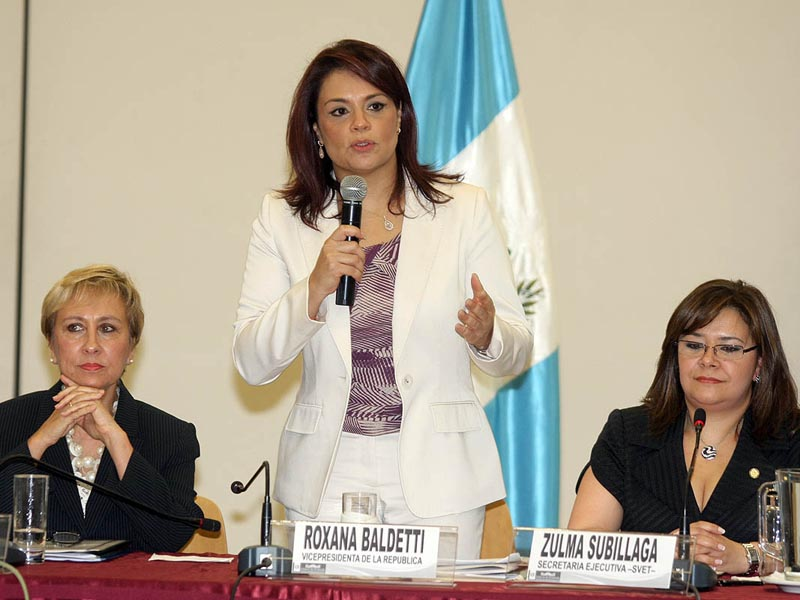 ROXANA BALDETTI
VICEPRESIDENTA DE LA REPUBLICA
ZULMA SUBILLAGA
SECRETARIA EJECUTIVA –SVET–